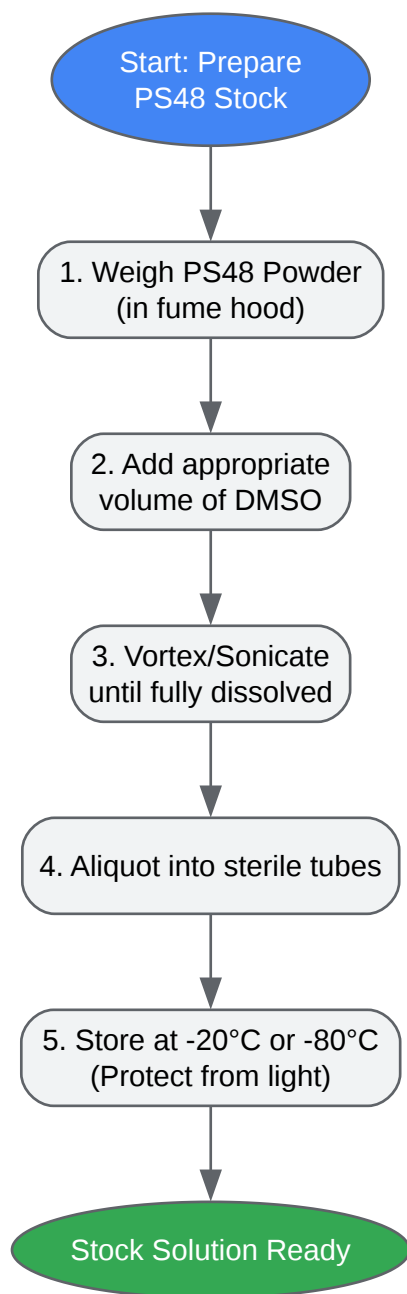 Start: Prepare
PS48 Stock
1. Weigh PS48 Powder
(in fume hood)
2. Add appropriate
volume of DMSO
3. Vortex/Sonicate
until fully dissolved
4. Aliquot into sterile tubes
5. Store at -20°C or -80°C
(Protect from light)
Stock Solution Ready